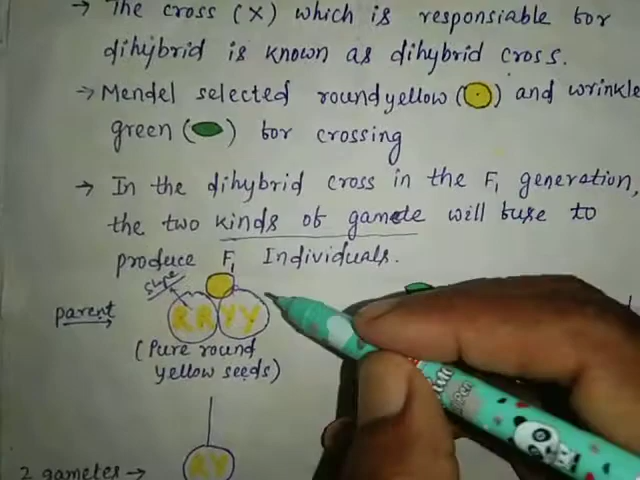 → The cross (X) which is responsiable for
dihybrid is known as dihybrid cross.
→ Mendel selected round yellow ( ) and wrinkle
green ( ) for crossing
→ In the dihybrid cross in the F1 generation,
the two kinds of gamete will fuse to
produce F1 Individuals.
parent
RR YY
(Pure round
yellow seeds)
2 gametes → RY